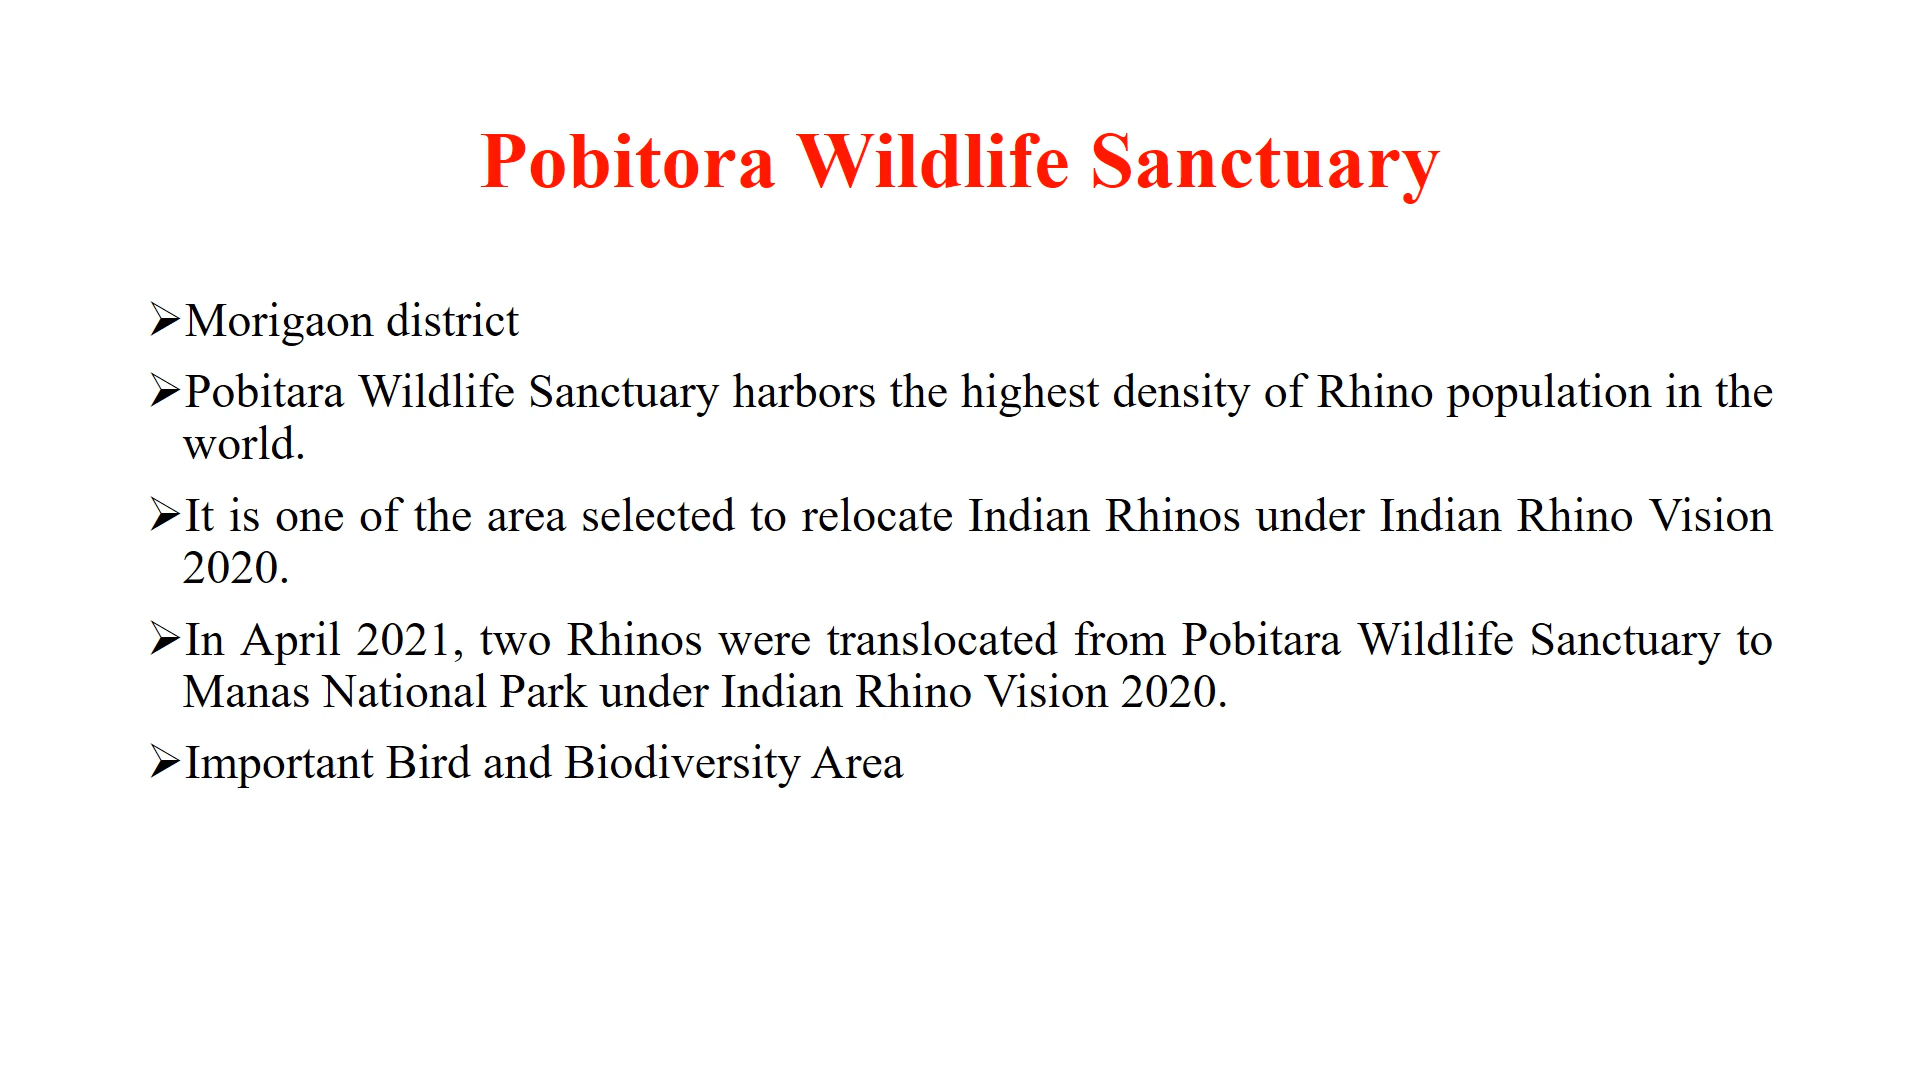 Pobitora Wildlife Sanctuary
➢Morigaon district
➢Pobitara Wildlife Sanctuary harbors the highest density of Rhino population in the
world.
➢It is one of the area selected to relocate Indian Rhinos under Indian Rhino Vision
2020.
➢In April 2021, two Rhinos were translocated from Pobitara Wildlife Sanctuary to
Manas National Park under Indian Rhino Vision 2020.
➢Important Bird and Biodiversity Area